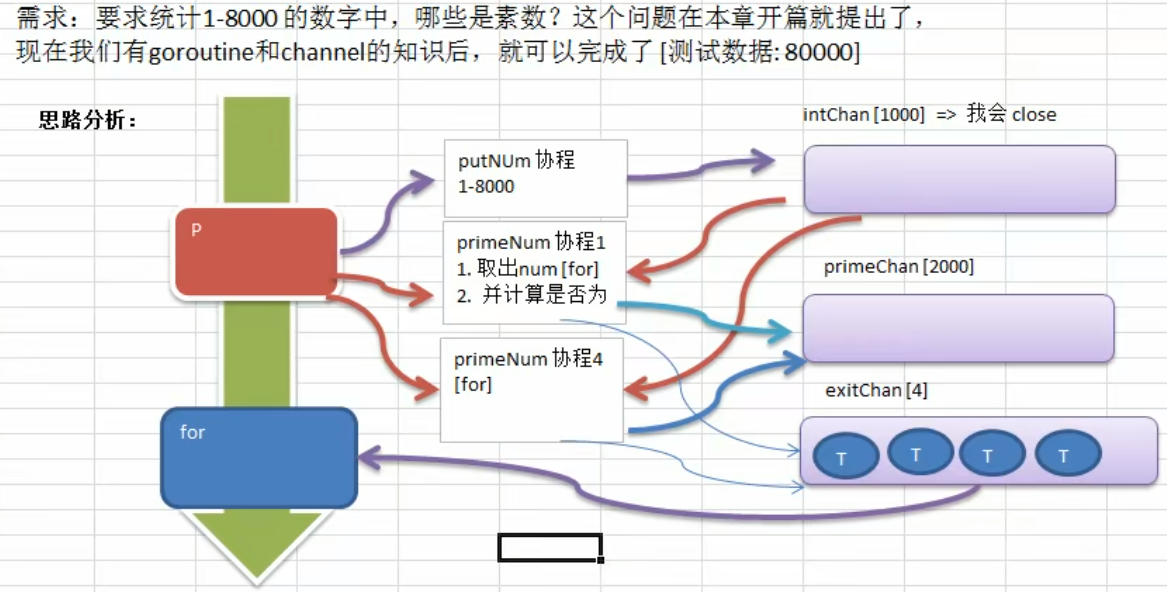 需求：要求统计1-8000 的数字中，哪些是素数？这个问题在本章开篇就提出了，
现在我们有goroutine和channel的知识后，就可以完成了 [测试数据: 80000]
思路分析：
intChan [1000] => 我会 close
putNUm 协程
1-8000
P
primeNum 协程1
1. 取出num [for]
2. 并计算是否为
primeChan [2000]
primeNum 协程4
[for]
exitChan [4]
for
T
T
T
T